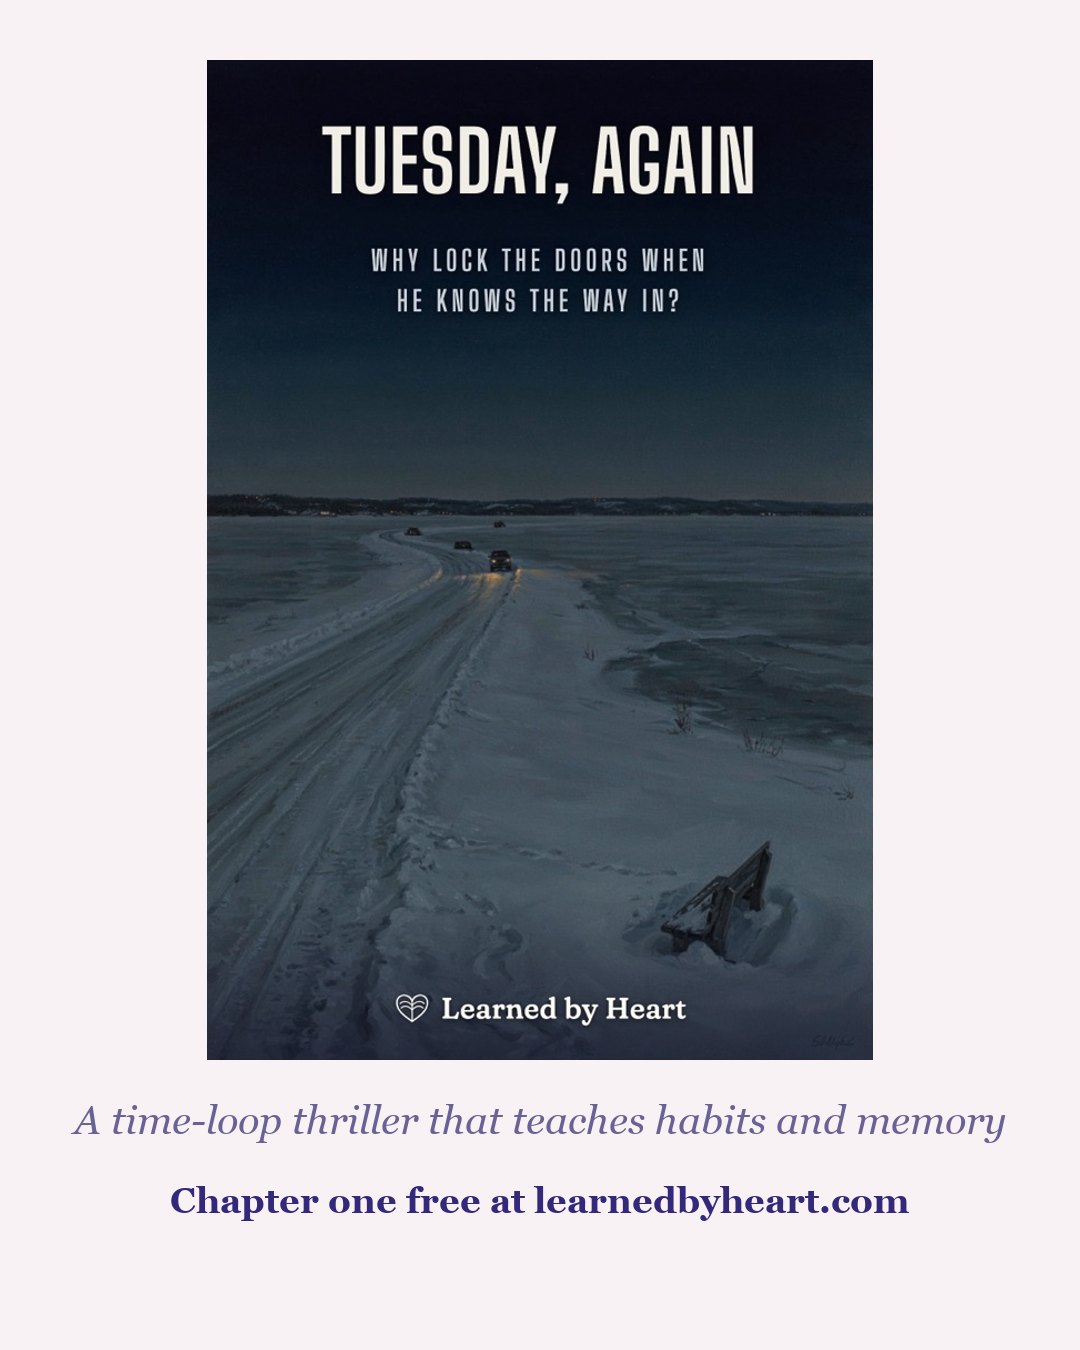 TUESDAY, AGAIN
WHY LOCK THE DOORS WHEN
HE KNOWS THE WAY IN?
Learned by Heart
A time-loop thriller that teaches habits and memory
Chapter one free at learnedbyheart.com